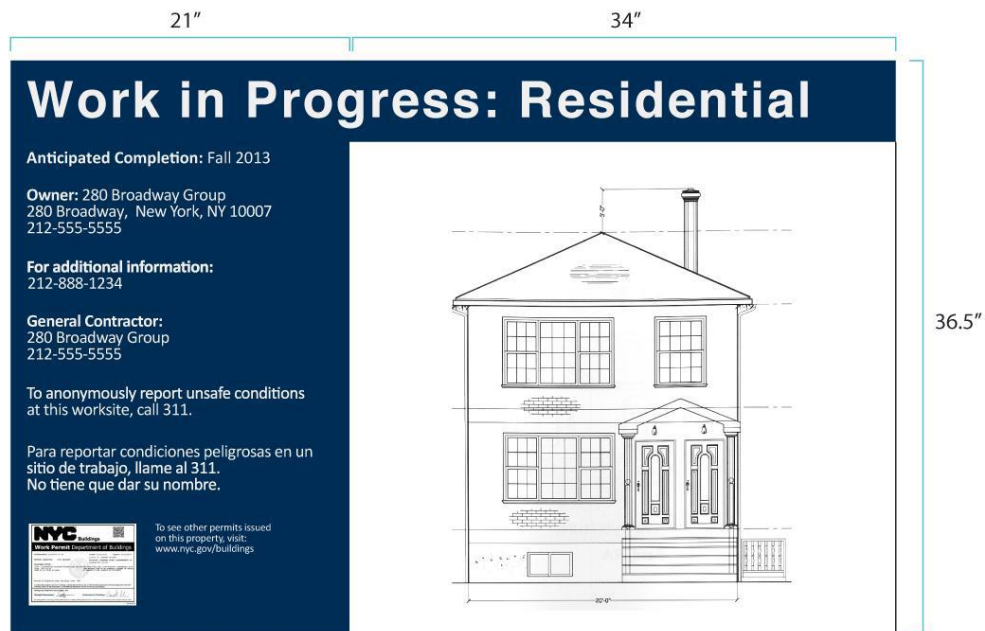 21”
34”
Work in Progress: Residential
Anticipated Completion: Fall 2013
Owner: 280 Broadway Group
280 Broadway, New York, NY 10007
212-555-5555
For additional information:
212-888-1234
General Contractor:
280 Broadway Group
212-555-5555
To anonymously report unsafe conditions
at this worksite, call 311.
Para reportar condiciones peligrosas en un
sitio de trabajo, llame al 311.
No tiene que dar su nombre.
NYC Buildings
Work Permit Department of Buildings
To see other permits issued
on this property, visit:
www.nyc.gov/buildings
36.5”